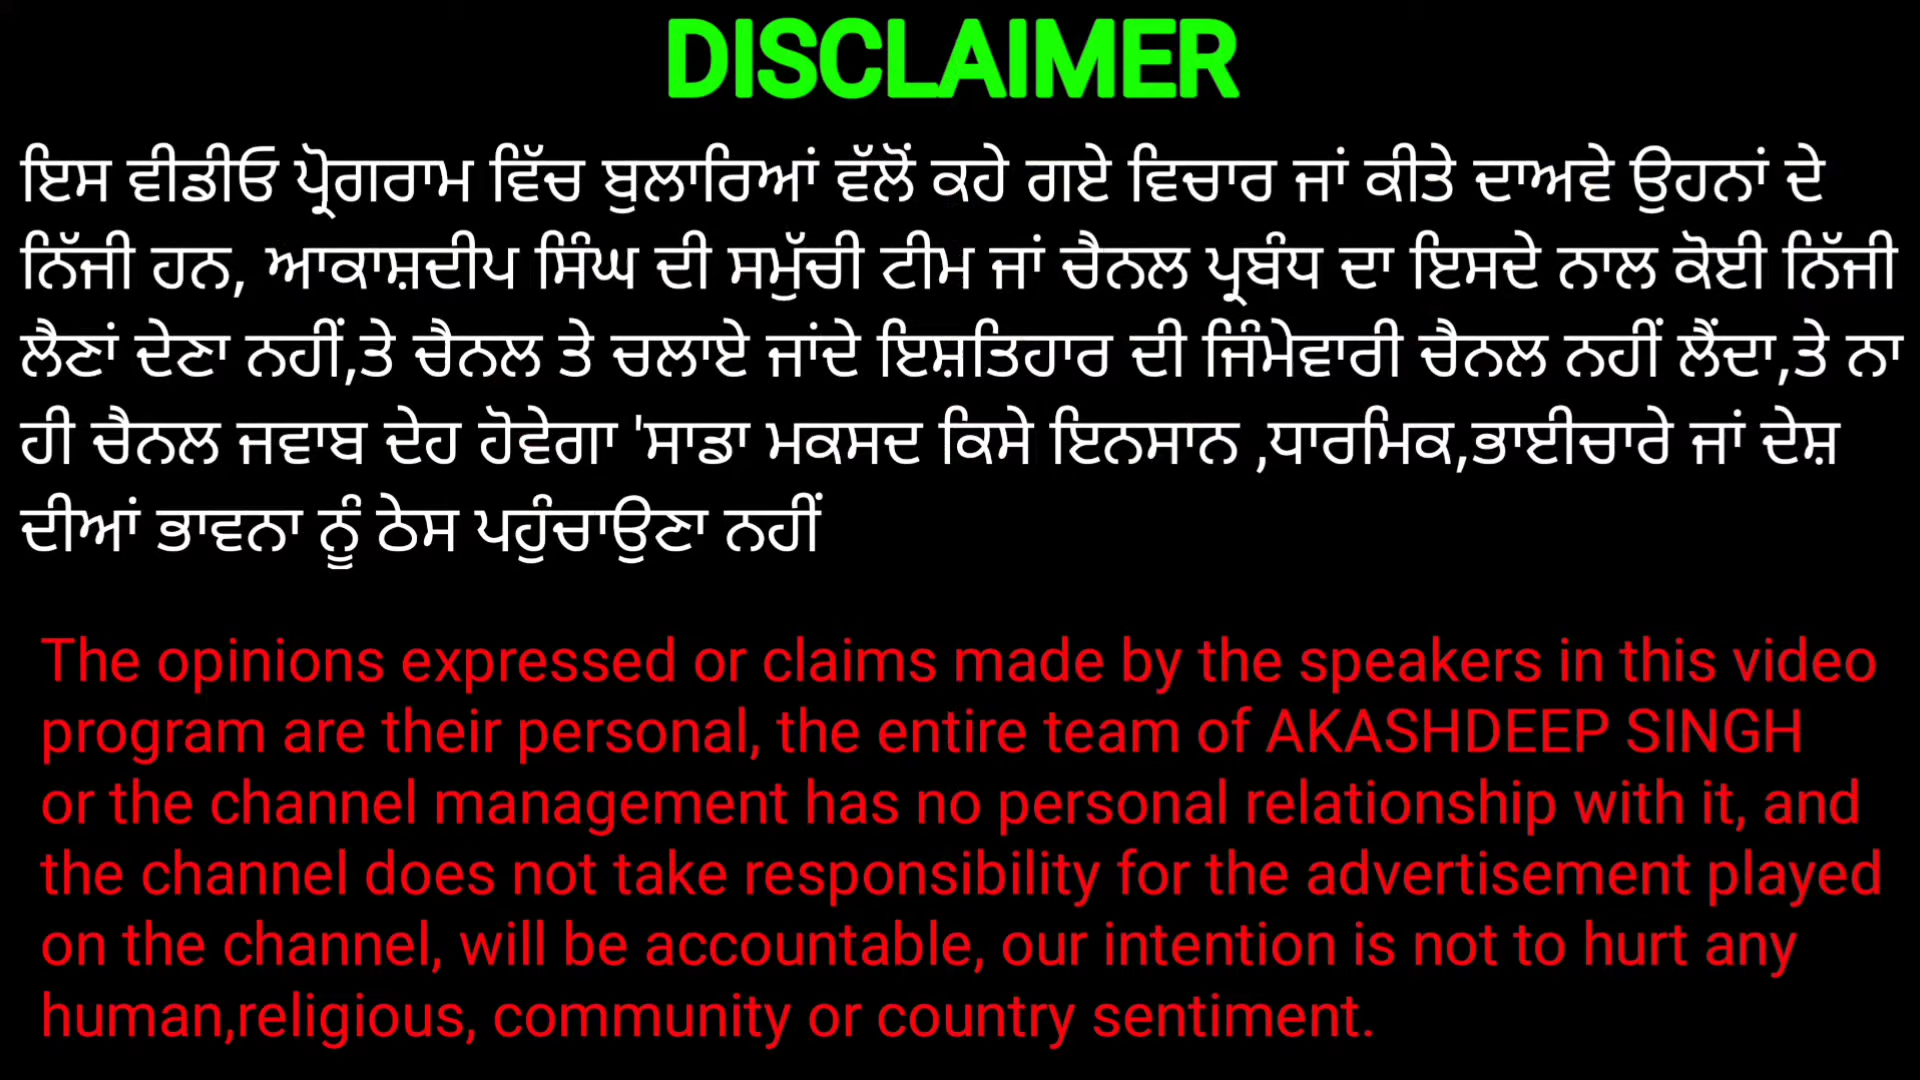 DISCLAIMER
ਇਸ ਵੀਡੀਓ ਪ੍ਰੋਗਰਾਮ ਵਿੱਚ ਬੁਲਾਰਿਆਂ ਵੱਲੋਂ ਕਹੇ ਗਏ ਵਿਚਾਰ ਜਾਂ ਕੀਤੇ ਦਾਅਵੇ ਉਹਨਾਂ ਦੇ
ਨਿੱਜੀ ਹਨ, ਆਕਾਸ਼ਦੀਪ ਸਿੰਘ ਦੀ ਸਮੁੱਚੀ ਟੀਮ ਜਾਂ ਚੈਨਲ ਪ੍ਰਬੰਧ ਦਾ ਇਸਦੇ ਨਾਲ ਕੋਈ ਨਿੱਜੀ
ਲੈਣਾਂ ਦੇਣਾ ਨਹੀਂ,ਤੇ ਚੈਨਲ ਤੇ ਚਲਾਏ ਜਾਂਦੇ ਇਸ਼ਤਿਹਾਰ ਦੀ ਜਿੰਮੇਵਾਰੀ ਚੈਨਲ ਨਹੀਂ ਲੈਂਦਾ,ਤੇ ਨਾ
ਹੀ ਚੈਨਲ ਜਵਾਬ ਦੇਹ ਹੋਵੇਗਾ 'ਸਾਡਾ ਮਕਸਦ ਕਿਸੇ ਇਨਸਾਨ ,ਧਾਰਮਿਕ,ਭਾਈਚਾਰੇ ਜਾਂ ਦੇਸ਼
ਦੀਆਂ ਭਾਵਨਾ ਨੂੰ ਠੇਸ ਪਹੁੰਚਾਉਣਾ ਨਹੀਂ
The opinions expressed or claims made by the speakers in this video
program are their personal, the entire team of AKASHDEEP SINGH
or the channel management has no personal relationship with it, and
the channel does not take responsibility for the advertisement played
on the channel, will be accountable, our intention is not to hurt any
human,religious, community or country sentiment.